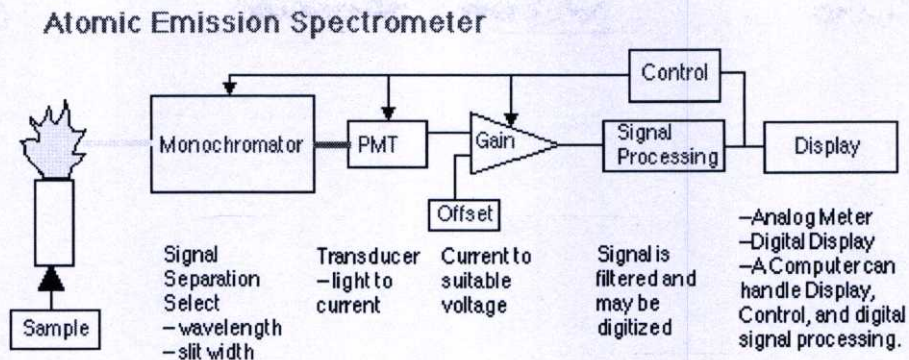 Atomic Emission Spectrometer
Control
Monochromator
PMT
Gain
Signal
Processing
Display
Offset
Sample
Signal
Separation
Select
–wavelength
–slit width
Transducer
–light to
current
Current to
suitable
voltage
Signal is
filtered and
may be
digitized
–Analog Meter
–Digital Display
–A Computer can
handle Display,
Control, and digital
signal processing.